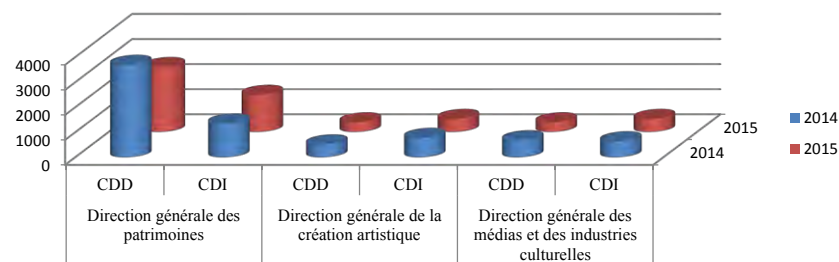 4000
3000
2000
1000
0
2015
2014
2014
2015
CDD CDI CDD CDI CDD CDI
Direction générale des patrimoines
Direction générale de la création artistique
Direction générale des médias et des industries culturelles